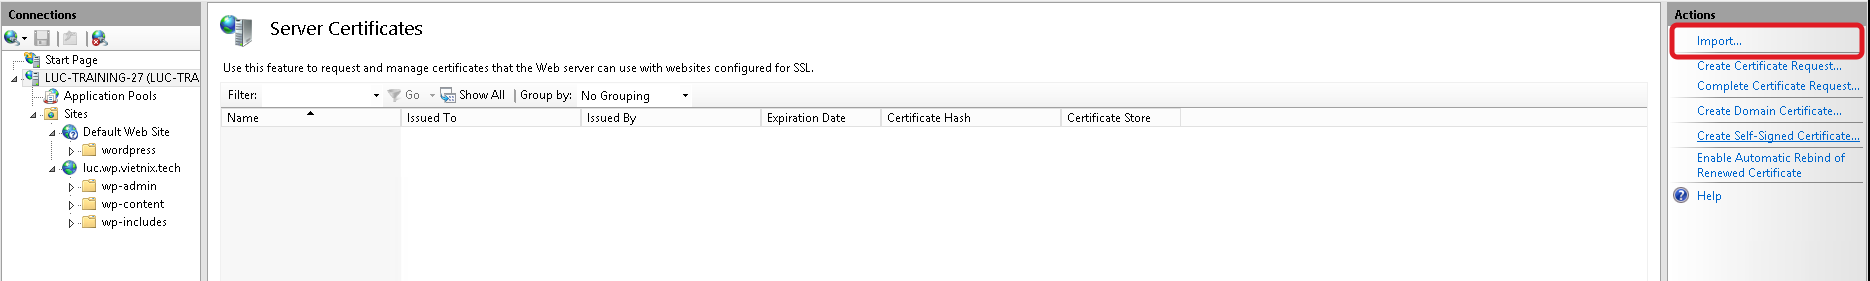 Connections
Start Page
LUC-TRAINING-27 (LUC-TRA
Application Pools
Sites
Default Web Site
wordpress
luc.wp.vietnix.tech
wp-admin
wp-content
wp-includes
Server Certificates
Use this feature to request and manage certificates that the Web server can use with websites configured for SSL.
Filter: Go Show All Group by: No Grouping
Name Issued To Issued By Expiration Date Certificate Hash Certificate Store
Actions
Import...
Create Certificate Request...
Complete Certificate Request...
Create Domain Certificate...
Create Self-Signed Certificate...
Enable Automatic Rebind of
Renewed Certificate
Help